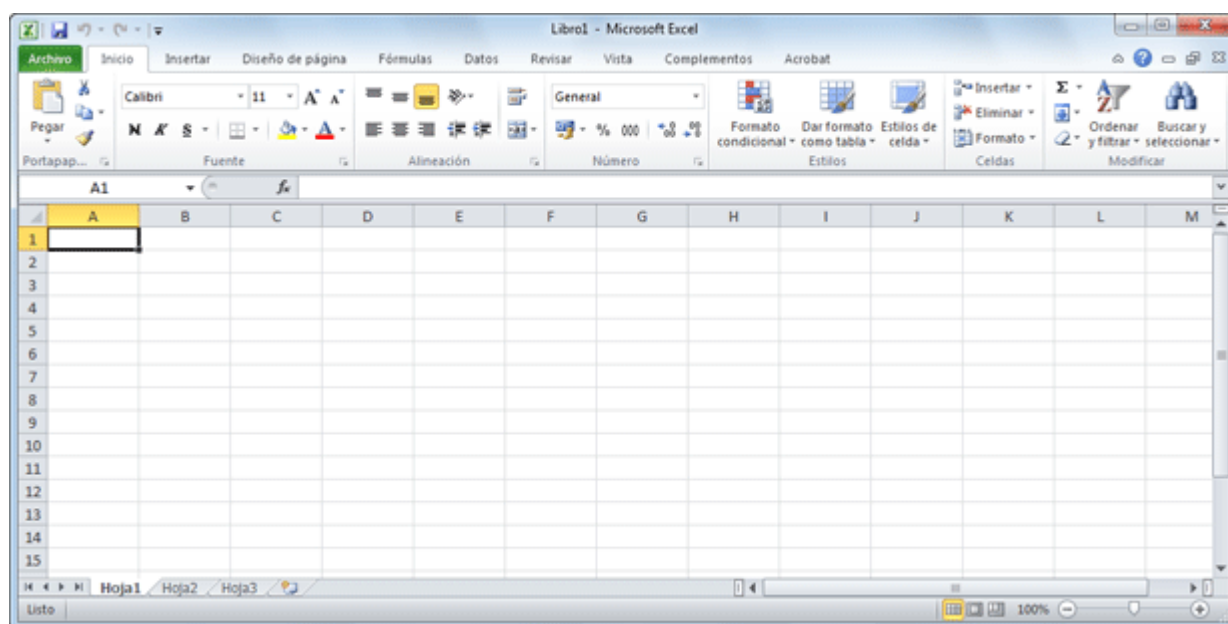 Libro1 - Microsoft Excel
Archivo Inicio Insertar Diseño de página Fórmulas Datos Revisar Vista Complementos Acrobat
Calibri 11 General Insertar Σ
Eliminar
Pegar N K S A % 000 Formato condicional Dar formato como tabla Estilos de celda Formato Ordenar y filtrar Buscar y seleccionar
Portapap... Fuente Alineación Número Estilos Celdas Modificar
A1 fx
A B C D E F G H I J K L M
1
2
3
4
5
6
7
8
9
10
11
12
13
14
15
Hoja1 Hoja2 Hoja3
Listo 100%